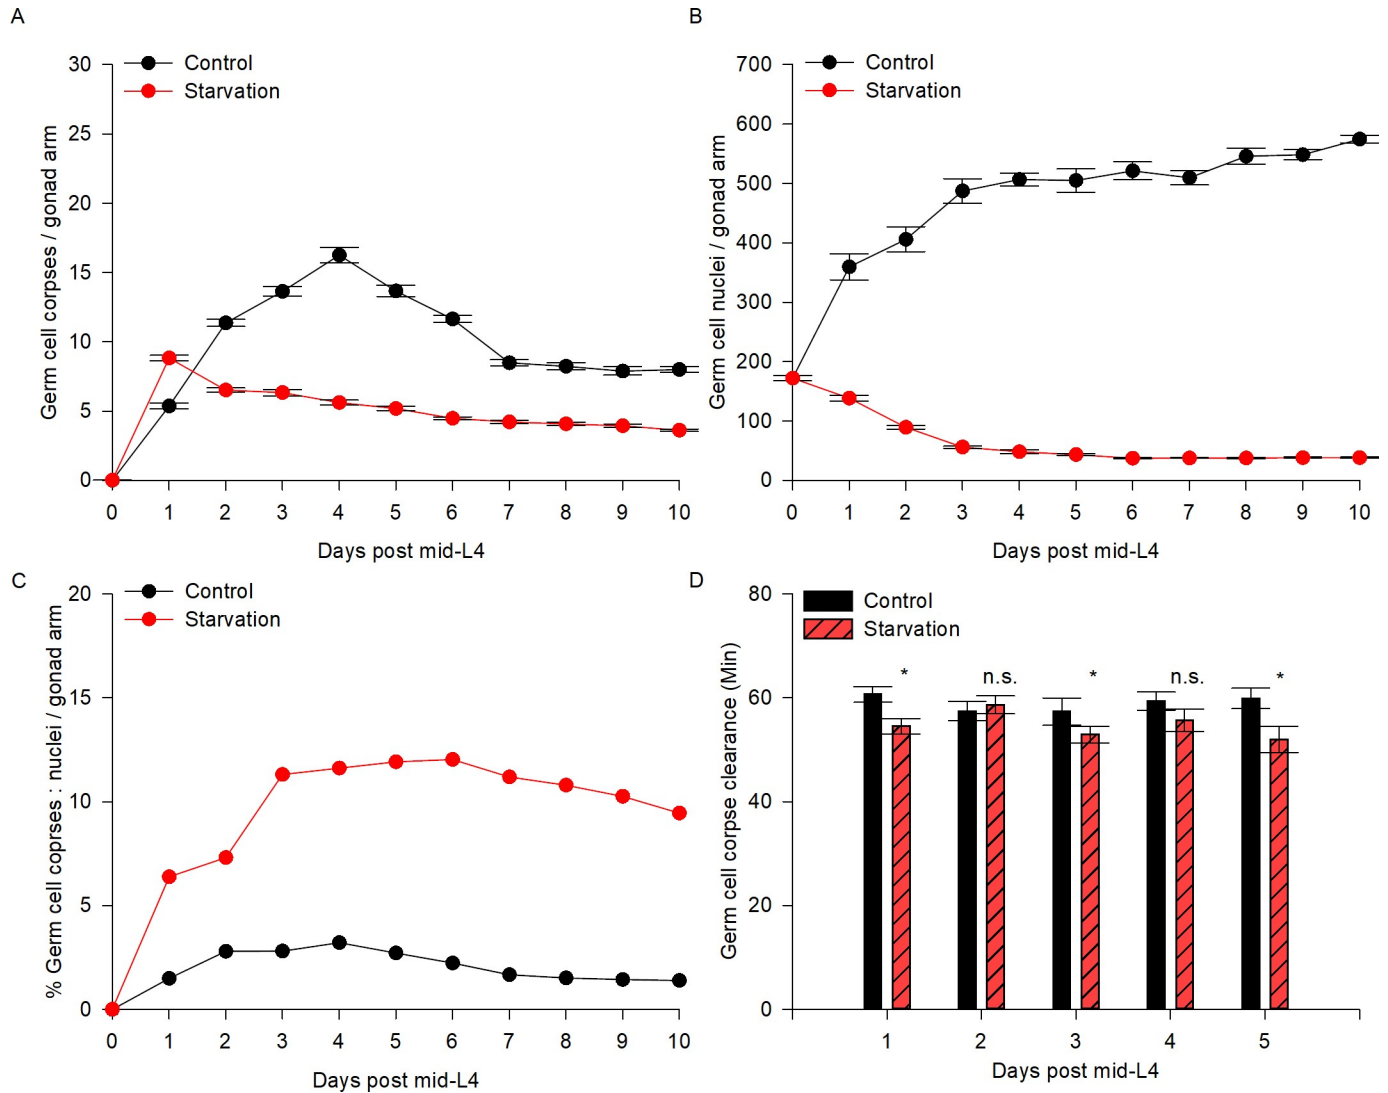 A
Control
Starvation
Germ cell corpses / gonad arm
30
25
20
15
10
5
0
0 1 2 3 4 5 6 7 8 9 10
Days post mid-L4
B
Control
Starvation
Germ cell nuclei / gonad arm
700
600
500
400
300
200
100
0
0 1 2 3 4 5 6 7 8 9 10
Days post mid-L4
C
Control
Starvation
% Germ cell coprses : nuclei / gonad arm
20
15
10
5
0
0 1 2 3 4 5 6 7 8 9 10
Days post mid-L4
D
Control
Starvation
Germ cell corpse clearance (Min)
80
60
40
20
0
* n.s. * n.s. *
1 2 3 4 5
Days post mid-L4